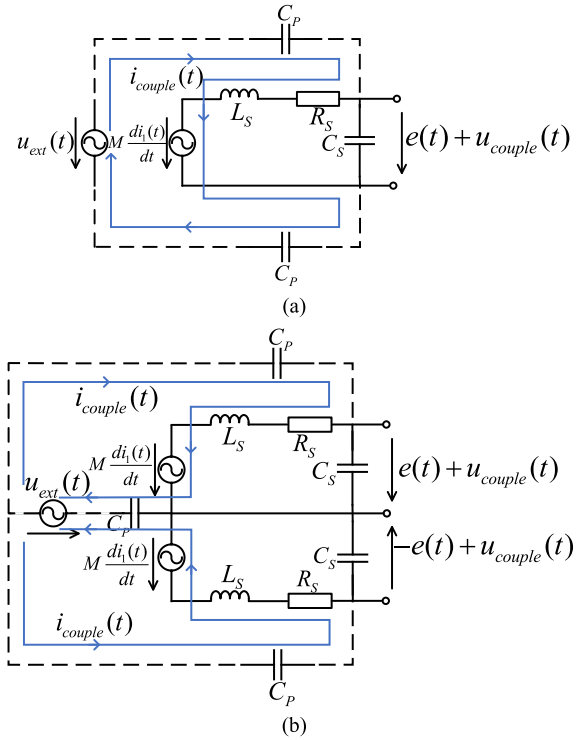 C_P
i_couple(t)
L_S
R_S
C_S
u_ext(t)
M di_1(t)/dt
e(t)+u_couple(t)
C_P
(a)
C_P
i_couple(t)
L_S
R_S
M di_1(t)/dt
C_S
e(t)+u_couple(t)
u_ext(t)
C_P
M di_1(t)/dt
C_S
-e(t)+u_couple(t)
L_S
R_S
i_couple(t)
C_P
(b)